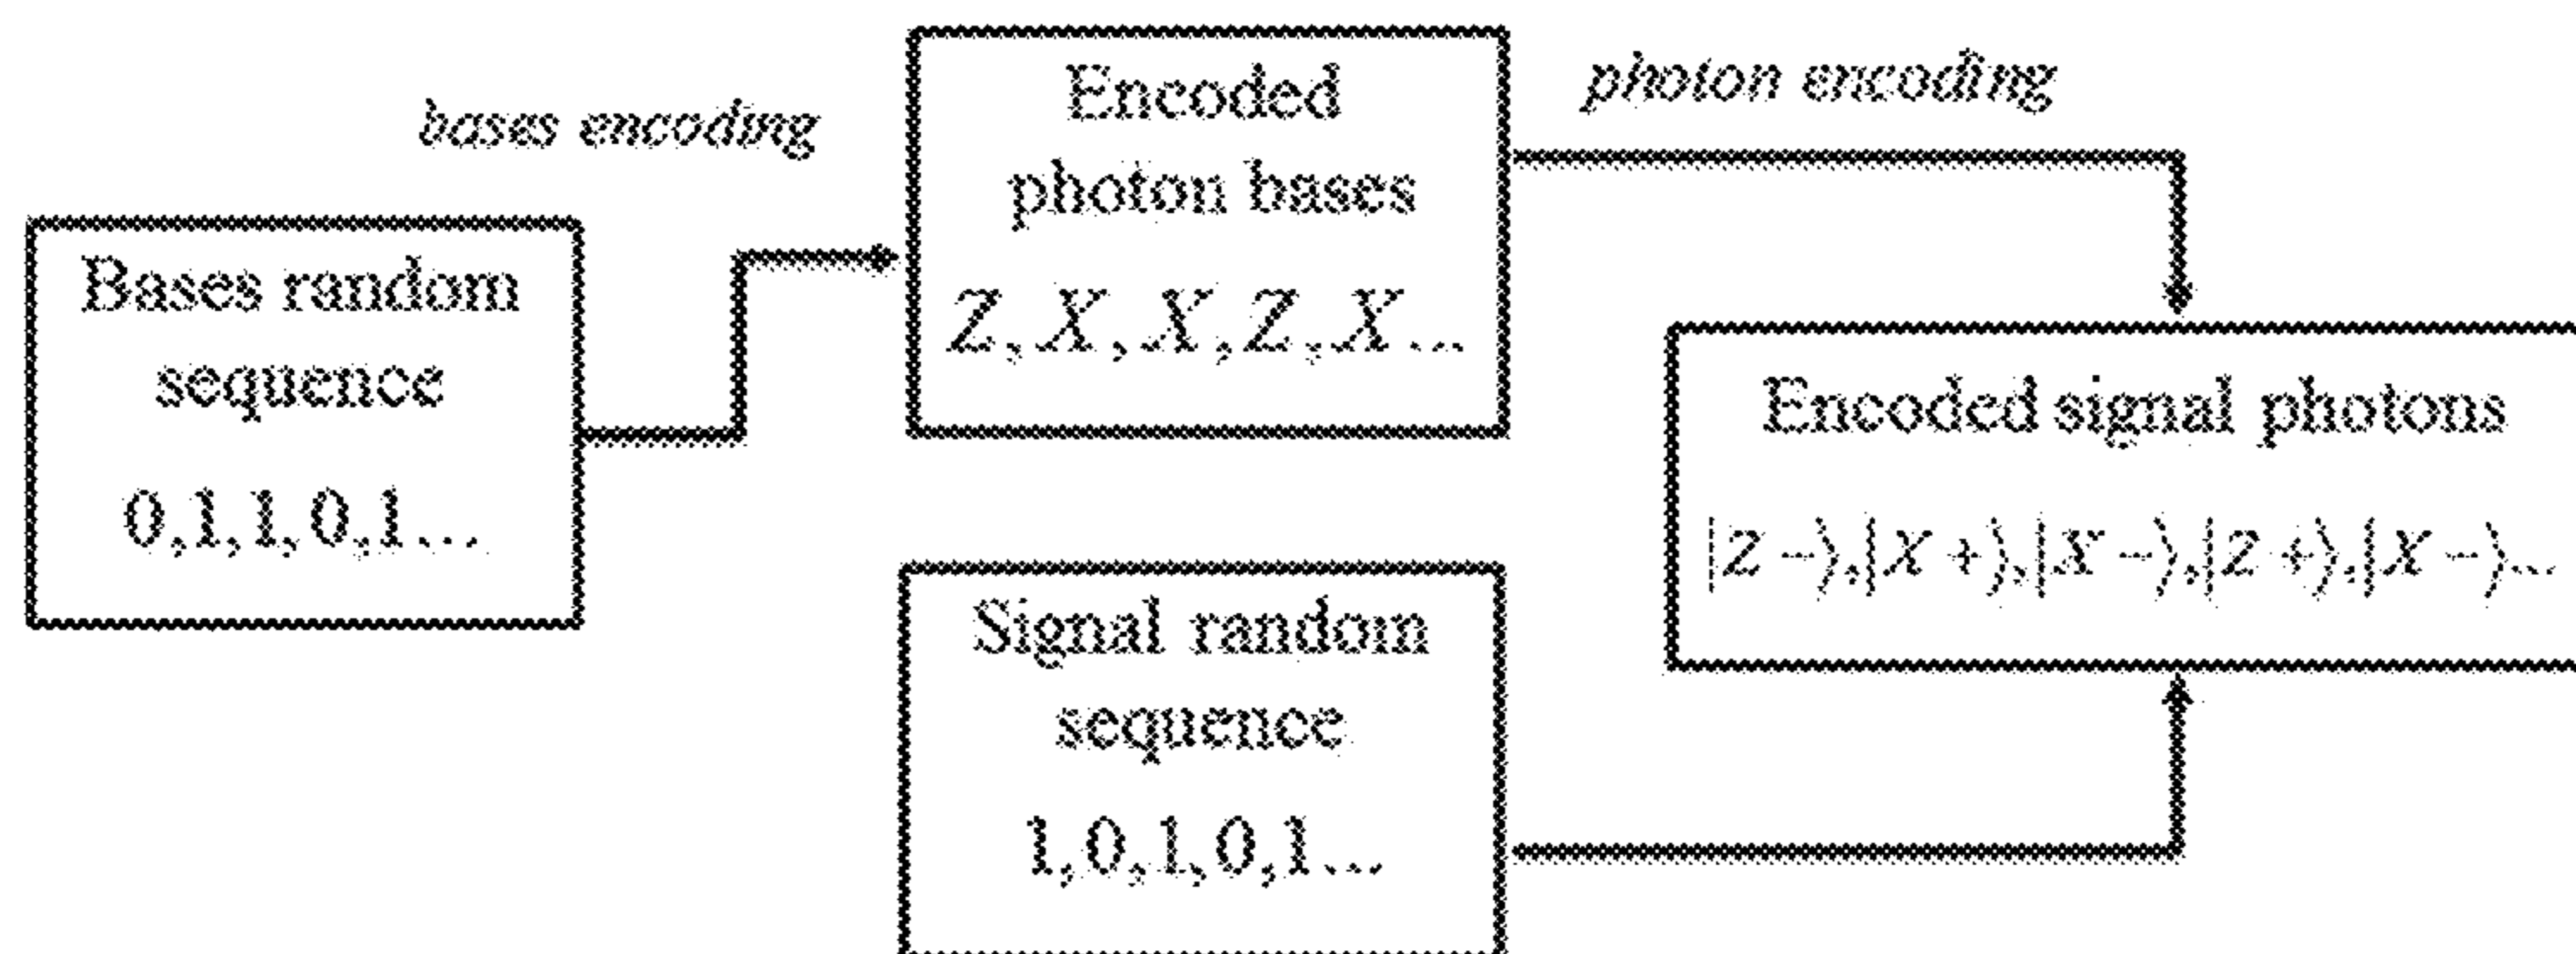 bases encoding
Bases random
sequence
0,1,1,0,1...
Encoded
photon bases
Z,X,X,Z,X...
photon encoding
Signal random
sequence
1,0,1,0,1...
Encoded signal photons
|Z−⟩,|X+⟩,|X−⟩,|Z+⟩,|X−⟩...